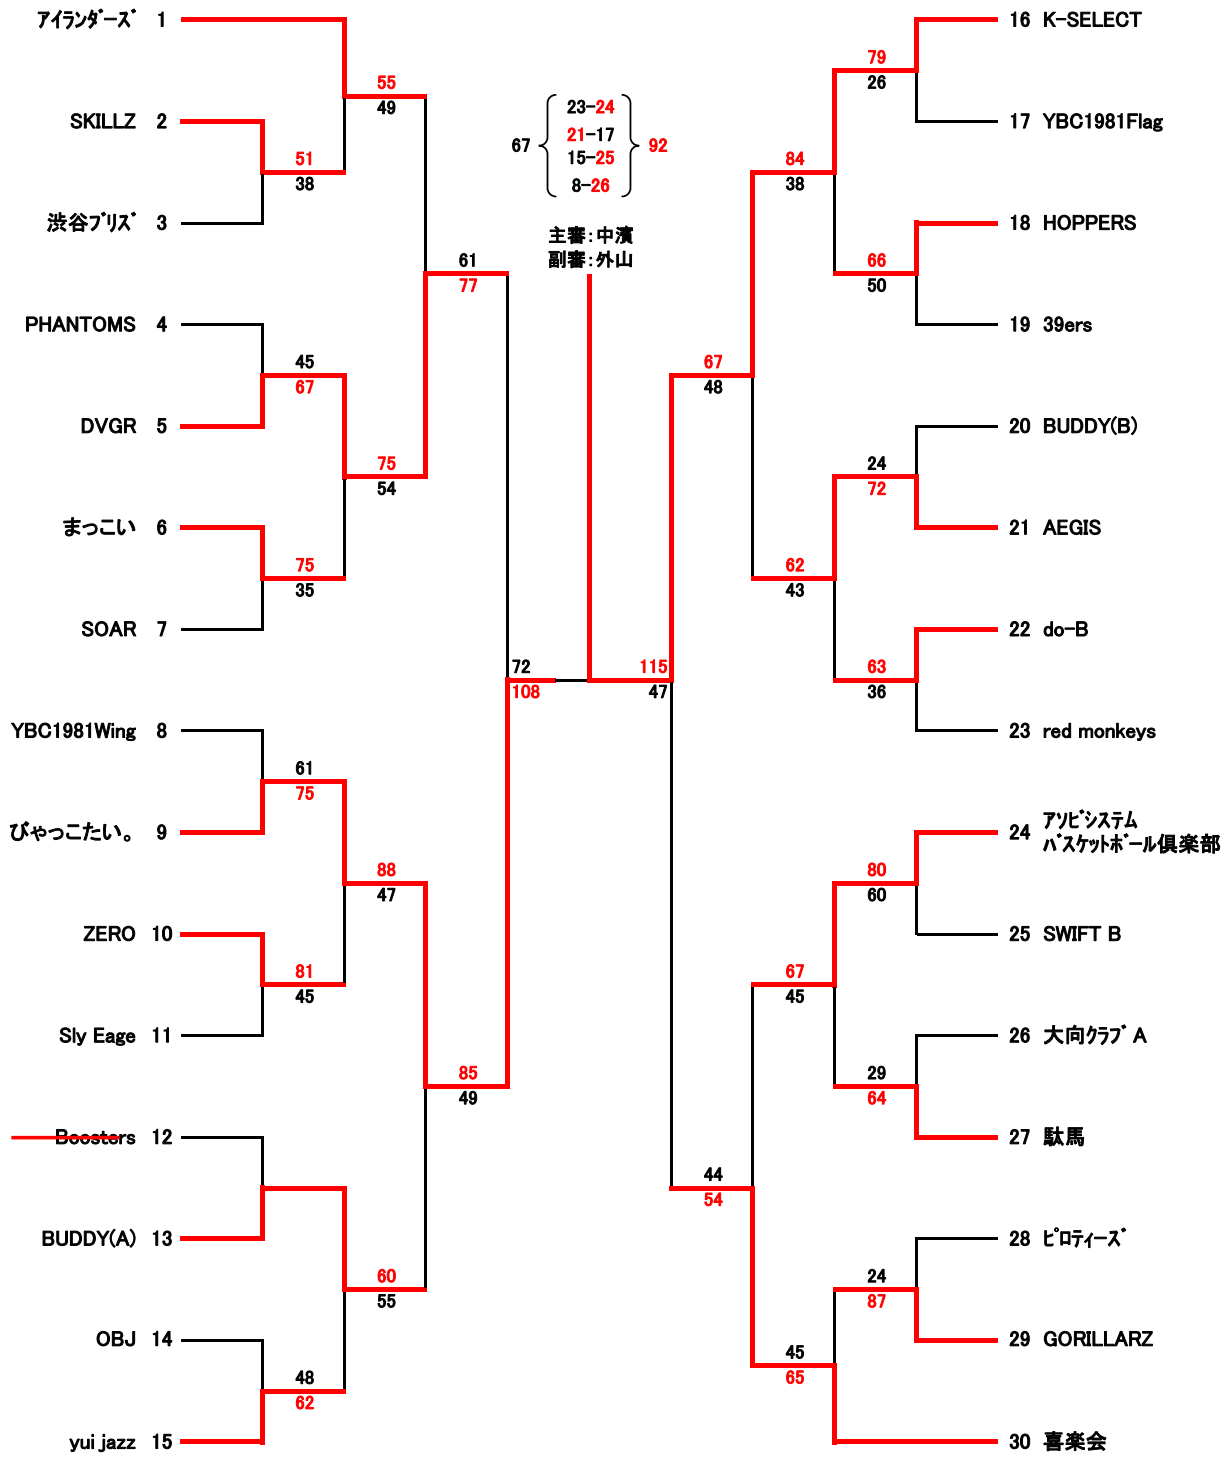 アイランダーズ 1
55
49
SKILLZ 2
51
38
渋谷ブリズ 3
61
77
PHANTOMS 4
45
67
DVGR 5
75
54
まっこい 6
75
35
SOAR 7
72
108
YBC1981Wing 8
61
75
びゃっこたい。 9
88
47
ZERO 10
81
45
Sly Eage 11
85
49
Boosters 12
BUDDY(A) 13
60
55
OBJ 14
48
62
yui jazz 15
23-24
21-17
67 92
15-25
8-26
主審:中濱
副審:外山
16 K-SELECT
79
26
17 YBC1981Flag
84
38
18 HOPPERS
66
50
19 39ers
67
48
20 BUDDY(B)
24
72
21 AEGIS
62
43
22 do-B
63
36
115
47
23 red monkeys
24 アソビシステム
バスケットボール倶楽部
80
60
25 SWIFT B
67
45
26 大向クラブ A
29
64
27 駄馬
44
54
28 ピロティーズ
24
87
29 GORILLARZ
45
65
30 喜楽会